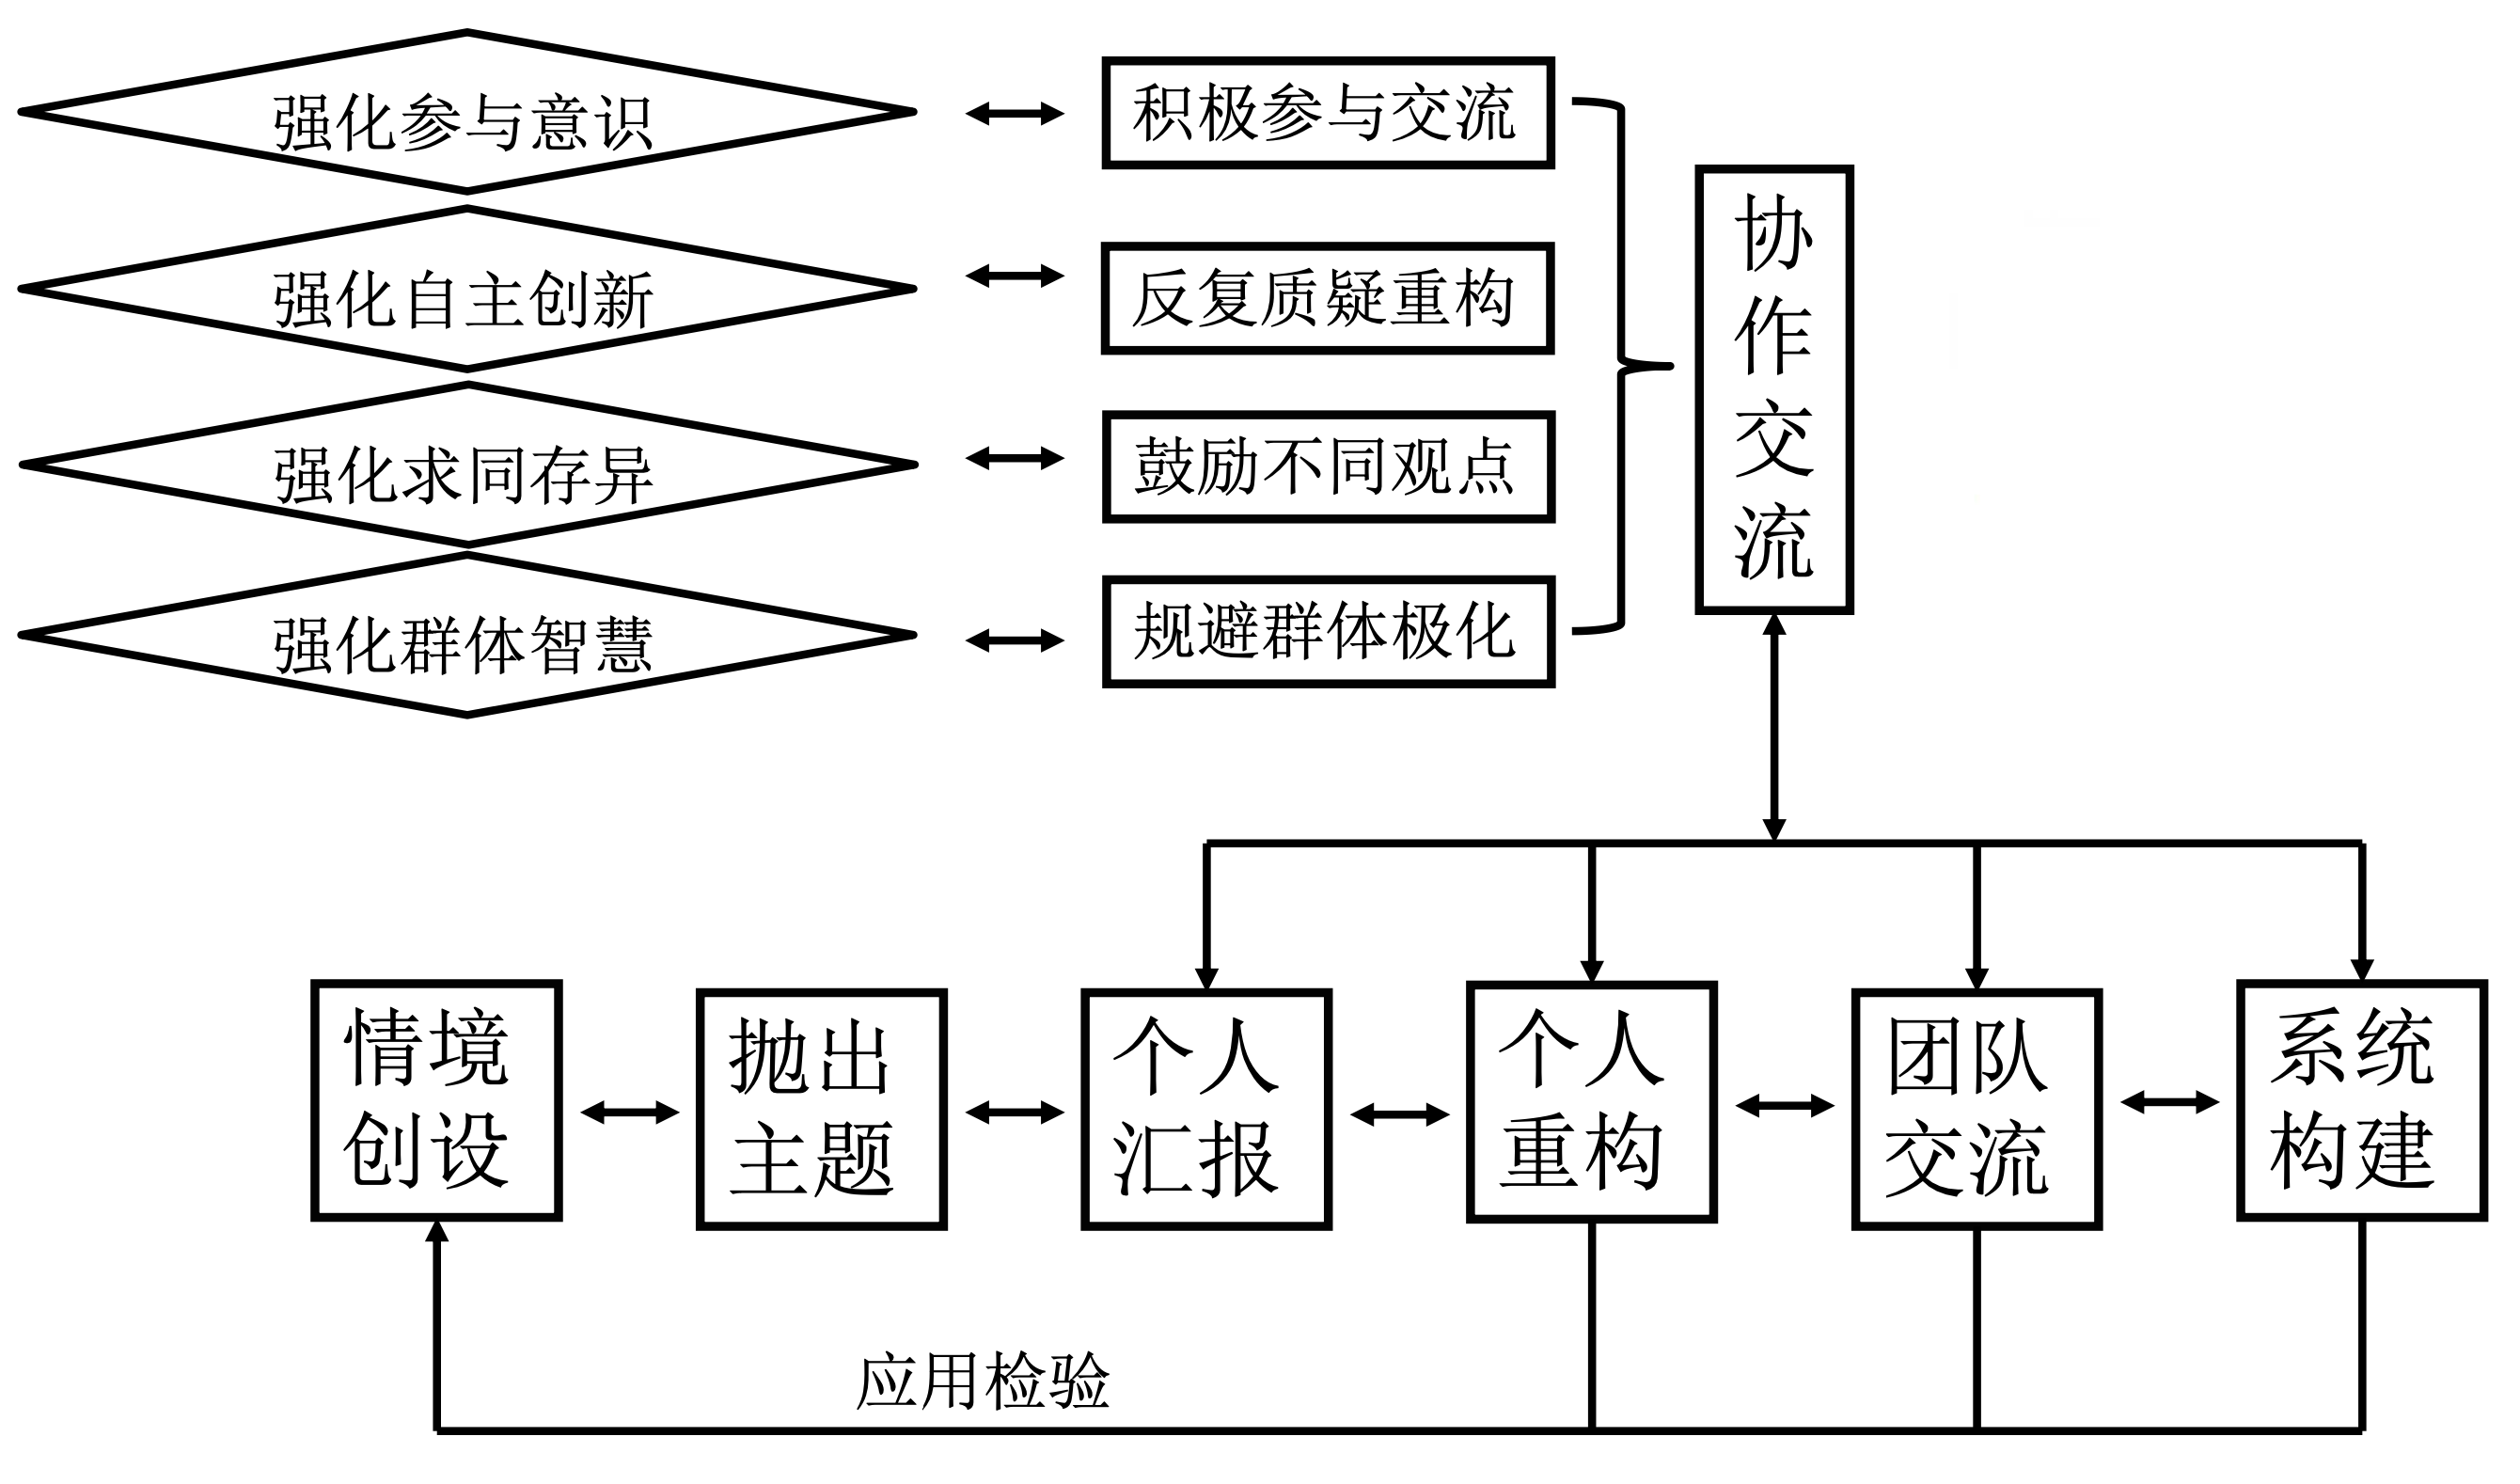 强化参与意识
积极参与交流
强化自主创新
反复质疑重构
强化求同存异
鼓励不同观点
强化群体智慧
规避群体极化
协作交流
情境
创设
抛出
主题
个人
汇报
个人
重构
团队
交流
系统
构建
应用检验